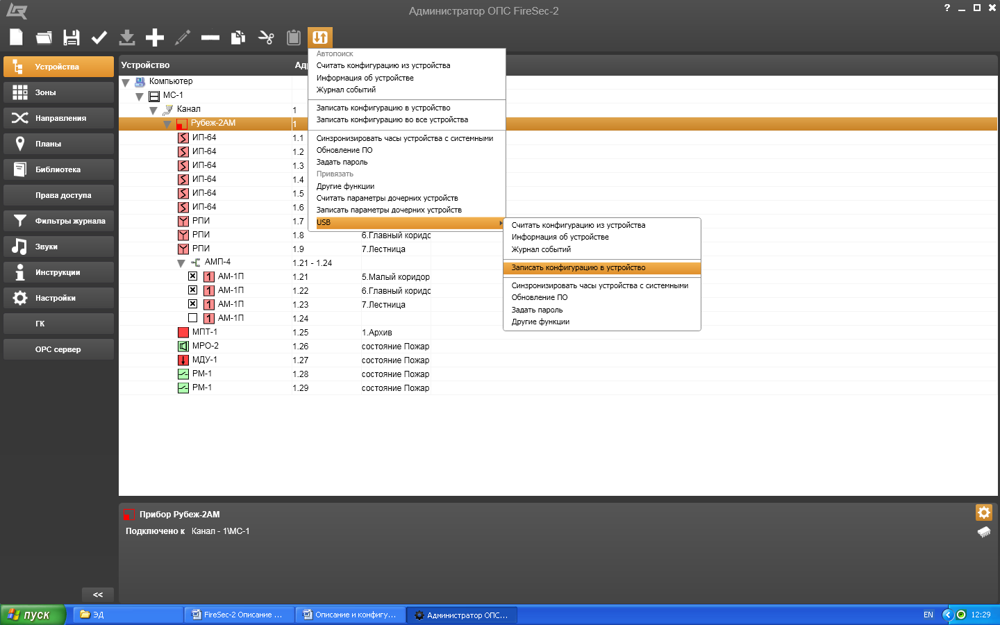 Администратор ОПС FireSec-2
?
Устройства
Зоны
Направления
Планы
Библиотека
Права доступа
Фильтры журнала
Звуки
Инструкции
Настройки
ГК
OPC сервер
<<
Устройство
Компьютер
МС-1
Канал 1
Рубеж-2АМ 1
ИП-64 1.1
ИП-64 1.2
ИП-64 1.3
ИП-64 1.4
ИП-64 1.5
ИП-64 1.6
РПИ 1.7
РПИ 1.8 6.Главный коридо
РПИ 1.9 7.Лестница
АМП-4 1.21 - 1.24
1 АМ-1П 1.21 5.Малый коридор
1 АМ-1П 1.22 6.Главный коридо
1 АМ-1П 1.23 7.Лестница
1 АМ-1П 1.24
МПТ-1 1.25 1.Архив
МРО-2 1.26 состояние Пожар
МДУ-1 1.27 состояние Пожар
РМ-1 1.28 состояние Пожар
РМ-1 1.29 состояние Пожар
Автопоиск
Считать конфигурацию из устройства
Информация об устройстве
Журнал событий
Записать конфигурацию в устройство
Записать конфигурацию во все устройства
Синхронизировать часы устройства с системными
Обновление ПО
Задать пароль
Привязать
Другие функции
Считать параметры дочерних устройств
Записать параметры дочерних устройств
USB
Считать конфигурацию из устройства
Информация об устройстве
Журнал событий
Записать конфигурацию в устройство
Синхронизировать часы устройства с системными
Обновление ПО
Задать пароль
Другие функции
Прибор Рубеж-2АМ
Подключено к Канал - 1\МС-1
пуск
ЭД
FireSec-2 Описание ...
Описание и конфигу...
Администратор ОПС...
EN
12:29